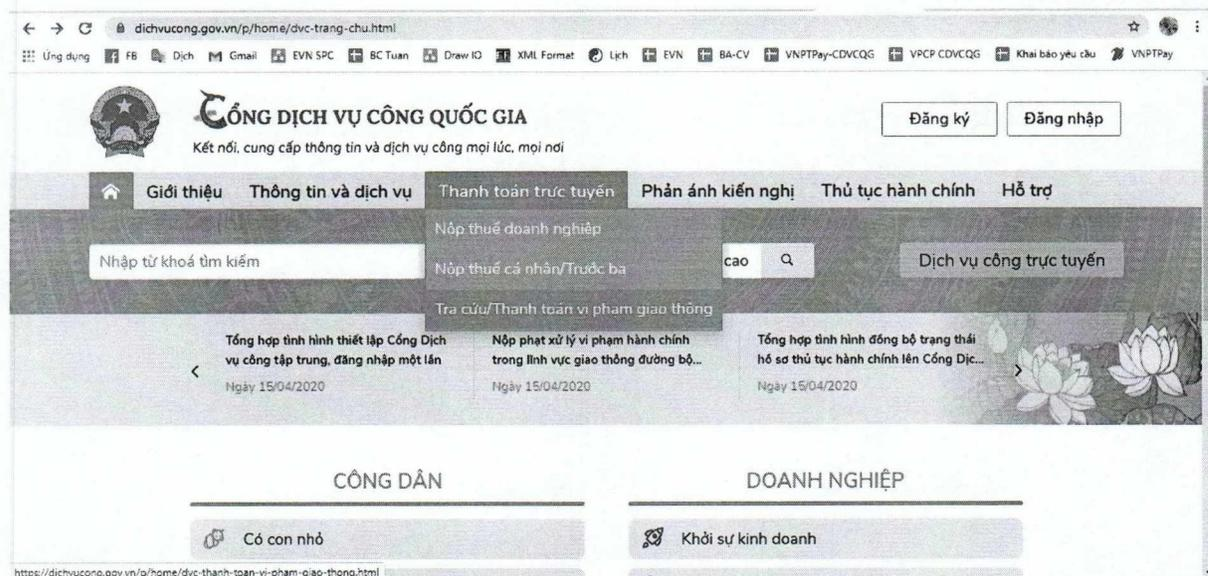 dichvucong.gov.vn/p/home/dvc-trang-chu.html
Ứng dụng FB Dịch Gmail EVN SPC BC Tuan Draw IO XML Format Lịch EVN BA-CV VNPTPay-CDVCQG VPCP CDVCQG Khai báo yêu cầu VNPTPay
CỔNG DỊCH VỤ CÔNG QUỐC GIA
Kết nối, cung cấp thông tin và dịch vụ công mọi lúc, mọi nơi
Đăng ký Đăng nhập
Giới thiệu Thông tin và dịch vụ Thanh toán trực tuyến Phản ánh kiến nghị Thủ tục hành chính Hỗ trợ
Nộp thuế doanh nghiệp
Nhập từ khoá tìm kiếm
Nộp thuế cá nhân/Trước bạ
cao
Dịch vụ công trực tuyến
Tra cứu/Thanh toán vi phạm giao thông
Tổng hợp tình hình thiết lập Cổng Dịch
vụ công tập trung, đăng nhập một lần
Ngày 15/04/2020
Nộp phạt xử lý vi phạm hành chính
trong lĩnh vực giao thông đường bộ...
Ngày 15/04/2020
Tổng hợp tình hình đồng bộ trạng thái
hồ sơ thủ tục hành chính lên Cổng Dịc...
Ngày 15/04/2020
CÔNG DÂN
Có con nhỏ
DOANH NGHIỆP
Khởi sự kinh doanh
https://dichvucong.gov.vn/p/home/dvc-thanh-toan-vi-pham-giao-thong.html